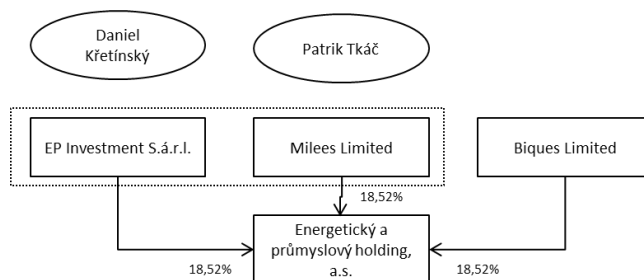 Daniel
Křetínský
Patrik Tkáč
EP Investment S.á.r.l.
Milees Limited
Biques Limited
18,52%
Energetický a
průmyslový holding,
a.s.
18,52%
18,52%